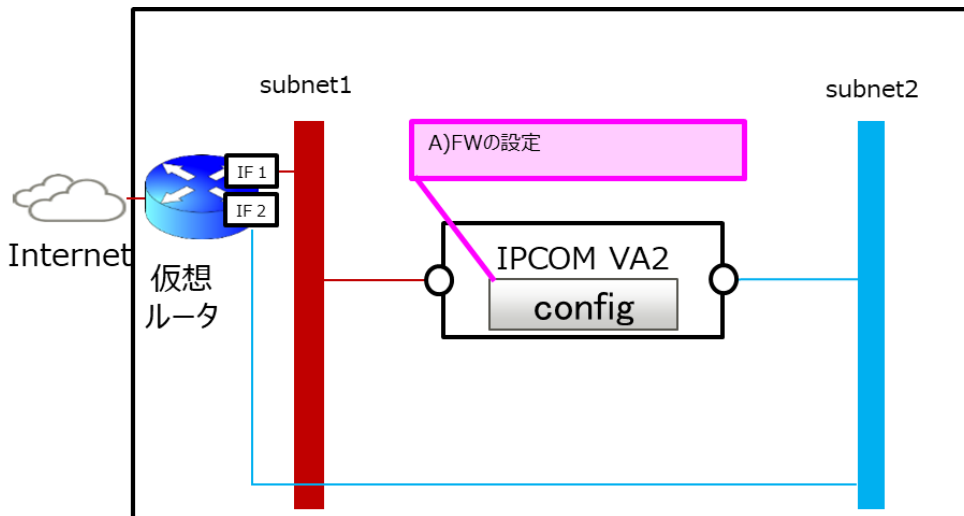 subnet1
subnet2
A)FWの設定
IF 1
IF 2
Internet
仮想
ルータ
IPCOM VA2
config